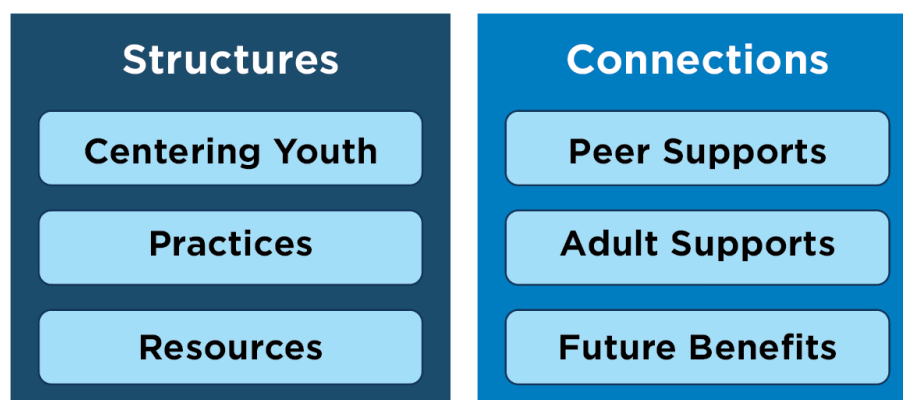 Structures
Centering Youth
Practices
Resources
Connections
Peer Supports
Adult Supports
Future Benefits